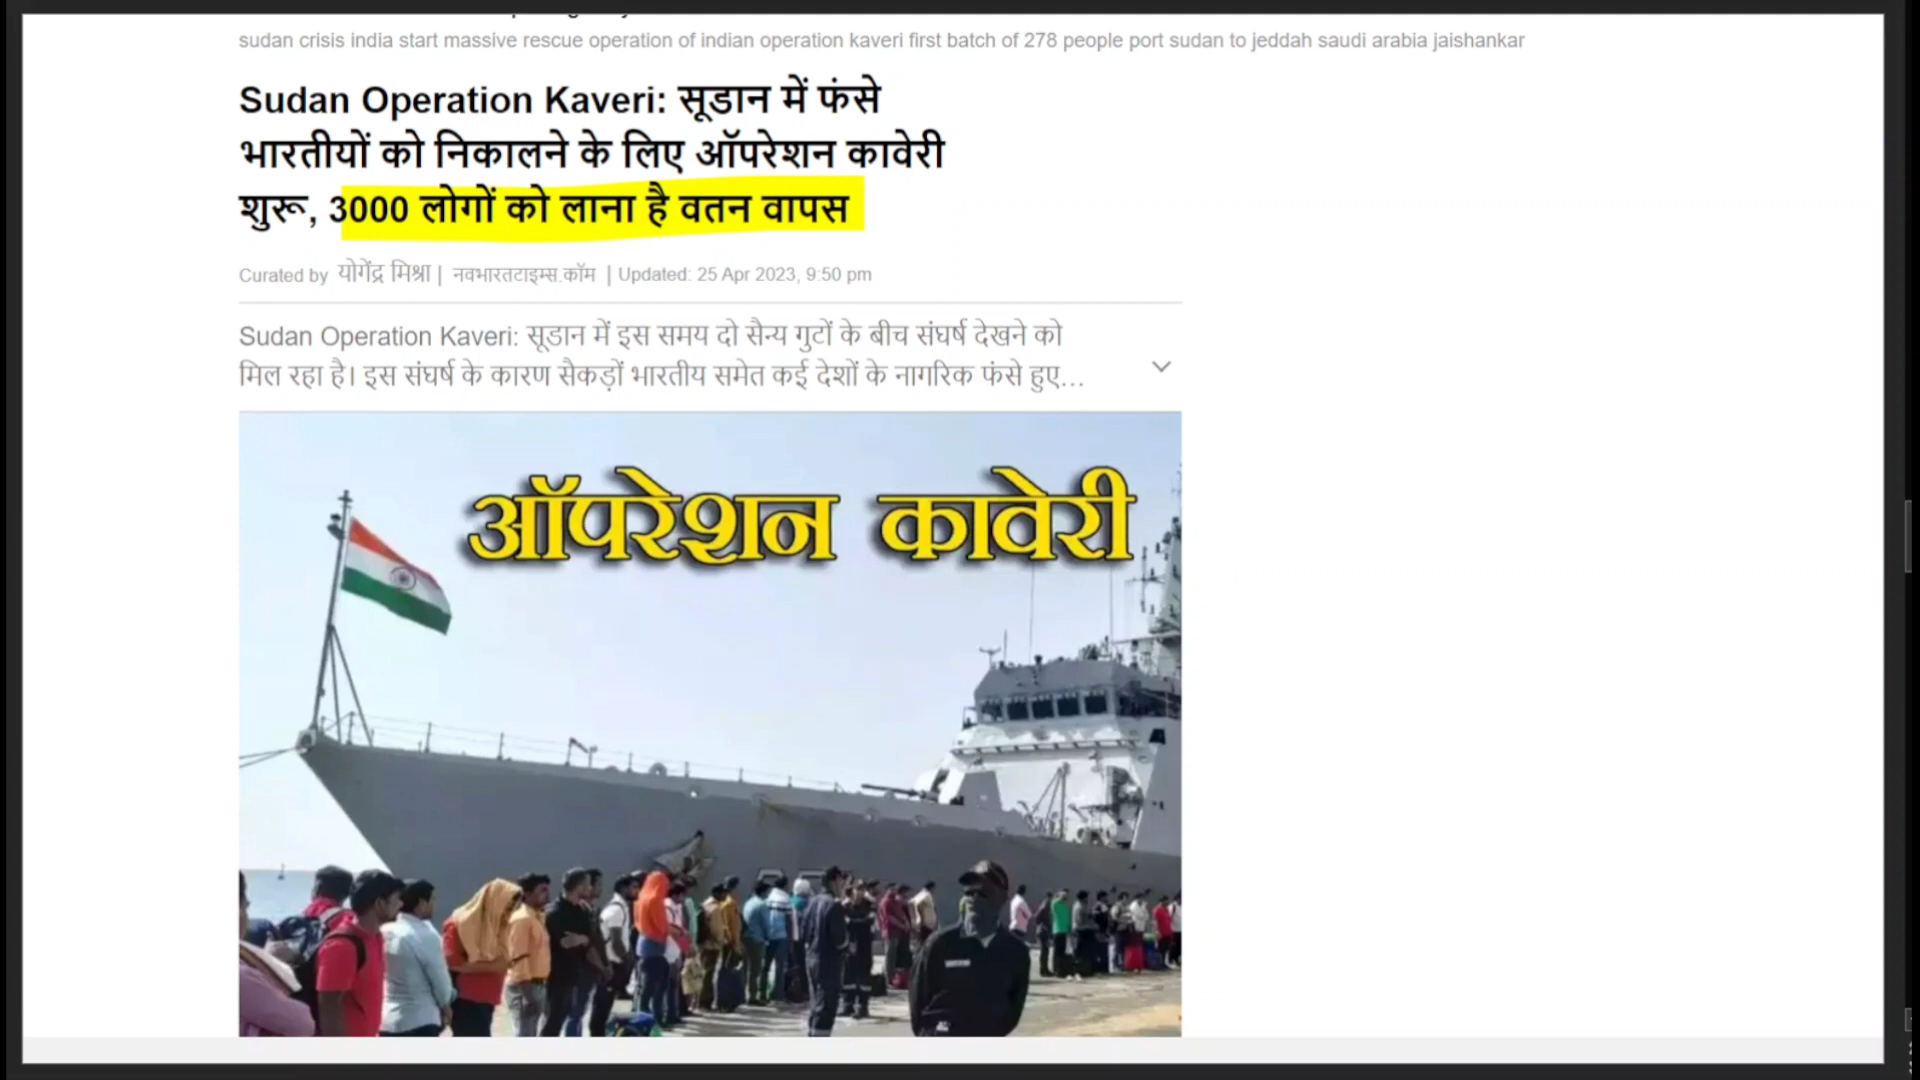 sudan crisis india start massive rescue operation of indian operation kaveri first batch of 278 people port sudan to jeddah saudi arabia jaishankar
Sudan Operation Kaveri: सूडान में फंसे
भारतीयों को निकालने के लिए ऑपरेशन कावेरी
शुरू, 3000 लोगों को लाना है वतन वापस
Curated by योगेंद्र मिश्रा | नवभारतटाइम्स.कॉम | Updated: 25 Apr 2023, 9:50 pm
Sudan Operation Kaveri: सूडान में इस समय दो सैन्य गुटों के बीच संघर्ष देखने को
मिल रहा है। इस संघर्ष के कारण सैकड़ों भारतीय समेत कई देशों के नागरिक फंसे हुए...
ऑपरेशन कावेरी